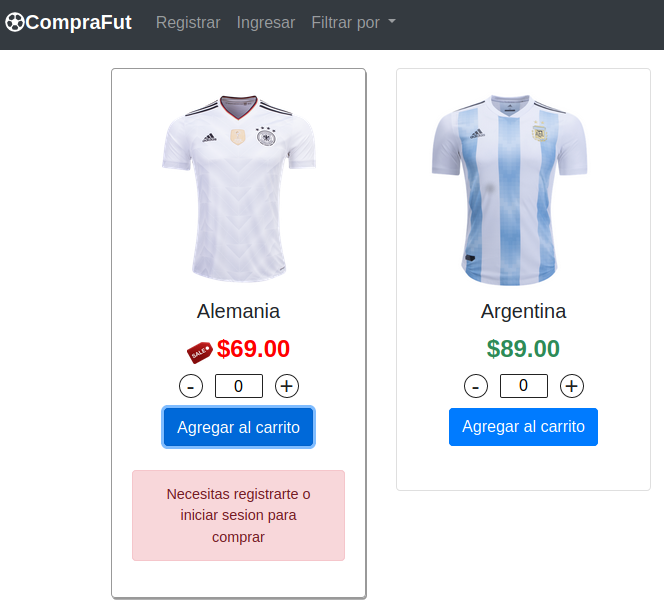 CompraFut Registrar Ingresar Filtrar por
adidas
Alemania
SALE $69.00
- 0 +
Agregar al carrito
Necesitas registrarte o
iniciar sesion para
comprar
Argentina
$89.00
- 0 +
Agregar al carrito